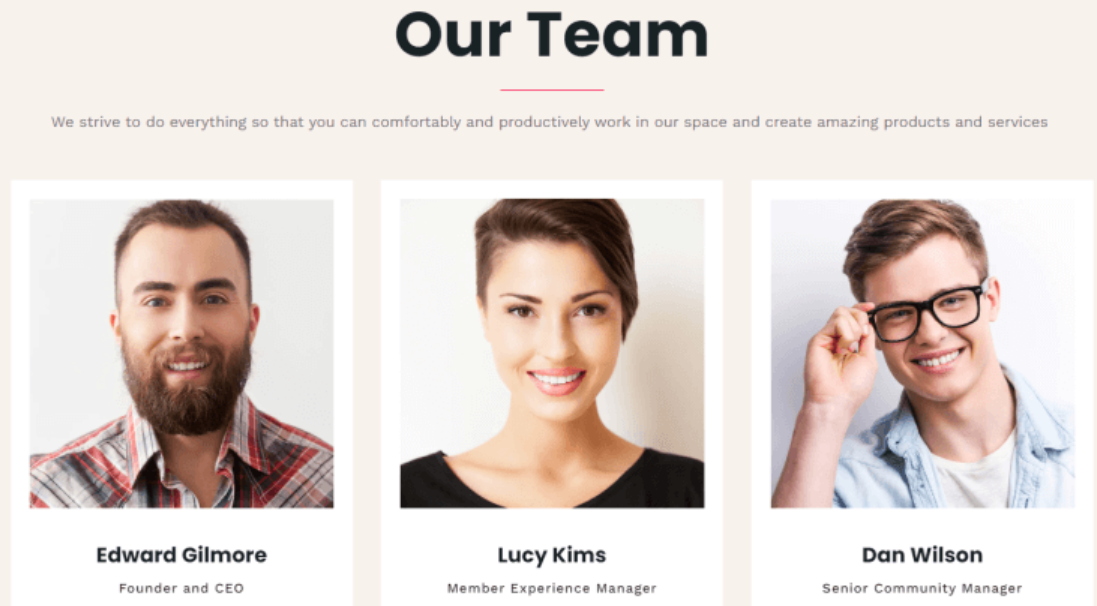 Our Team
We strive to do everything so that you can comfortably and productively work in our space and create amazing products and services
Edward Gilmore
Lucy Kims
Dan Wilson
Founder and CEO
Member Experience Manager
Senior Community Manager